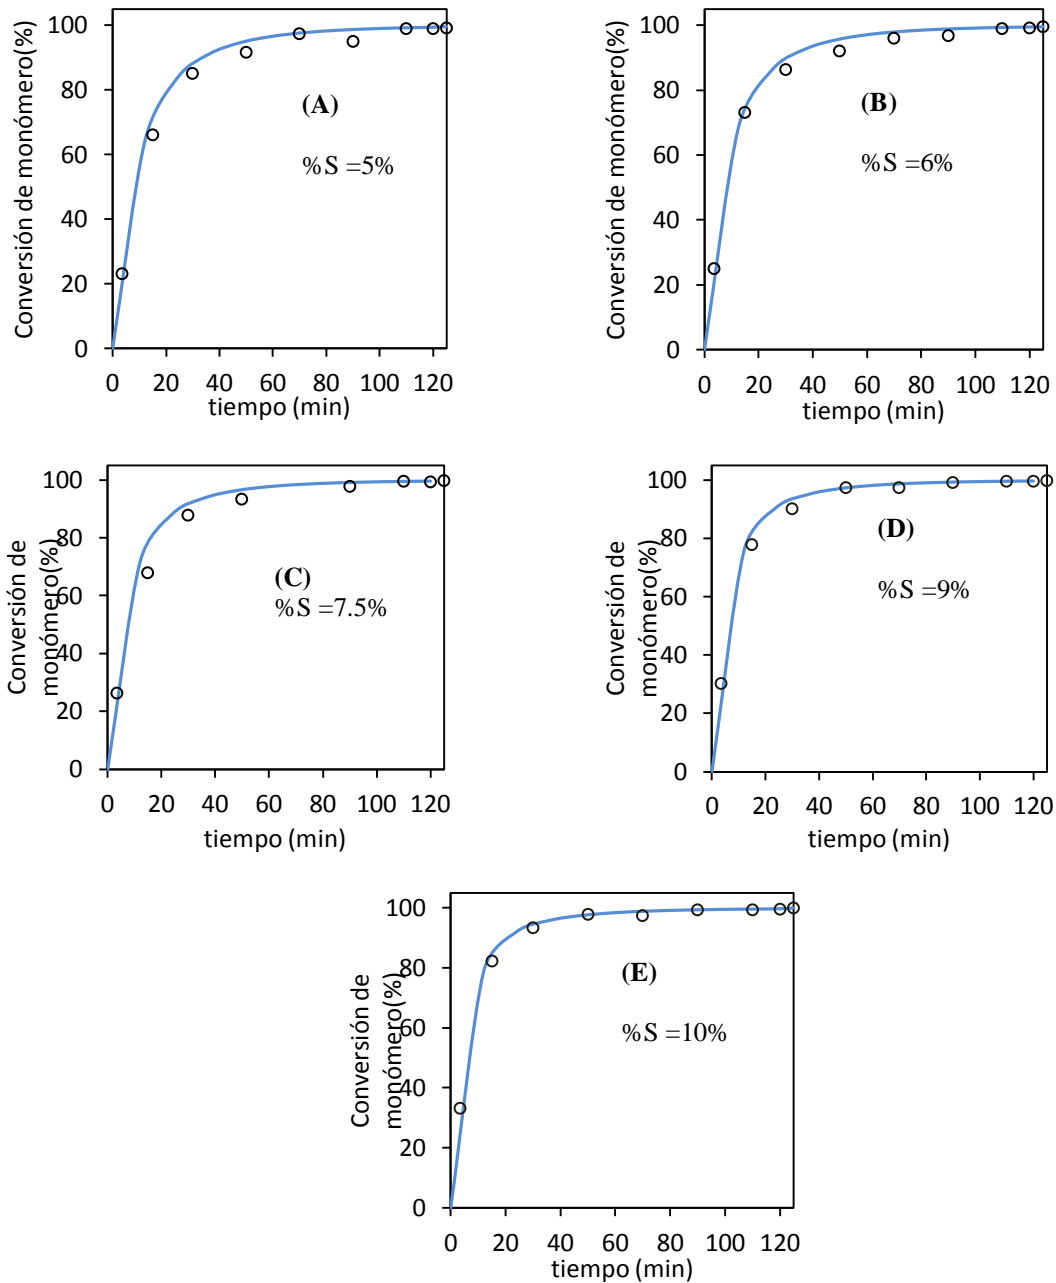 Conversión de monómero(%)
100
80
60
40
20
0
(A)
%S =5%
0 20 40 60 80 100 120
tiempo (min)
Conversión de monómero(%)
100
80
60
40
20
0
(B)
%S =6%
0 20 40 60 80 100 120
tiempo (min)
Conversión de
monómero(%)
100
80
60
40
20
0
(C)
%S =7.5%
0 20 40 60 80 100 120
tiempo (min)
Conversión de
monómero(%)
100
80
60
40
20
0
(D)
%S =9%
0 20 40 60 80 100 120
tiempo (min)
Conversión de
monómero(%)
100
80
60
40
20
0
(E)
%S =10%
0 20 40 60 80 100 120
tiempo (min)